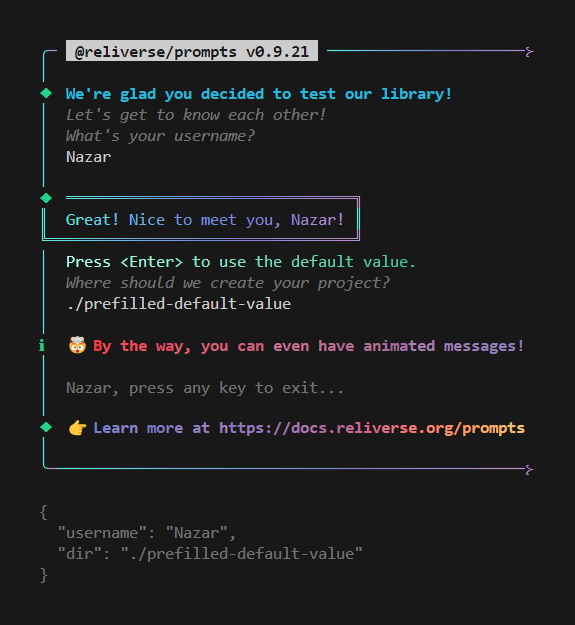 @reliverse/prompts v0.9.21
We're glad you decided to test our library!
Let's get to know each other!
What's your username?
Nazar
Great! Nice to meet you, Nazar!
Press <Enter> to use the default value.
Where should we create your project?
./prefilled-default-value
ℹ 🤯 By the way, you can even have animated messages!
Nazar, press any key to exit...
👉 Learn more at https://docs.reliverse.org/prompts
{
  "username": "Nazar",
  "dir": "./prefilled-default-value"
}